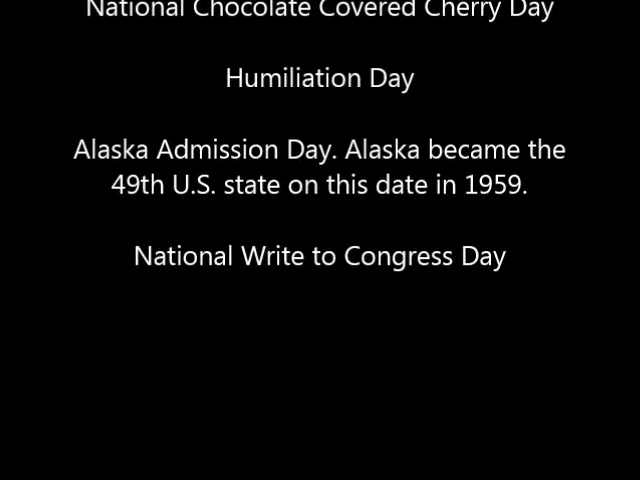 National Chocolate Covered Cherry Day
Humiliation Day
Alaska Admission Day. Alaska became the
49th U.S. state on this date in 1959.
National Write to Congress Day